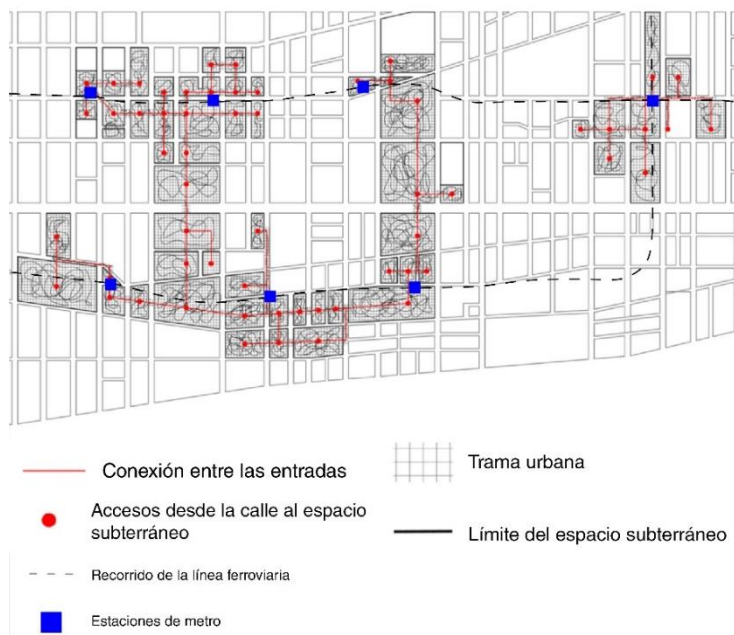 Conexión entre las entradas
Trama urbana
Accesos desde la calle al espacio
subterráneo
Límite del espacio subterráneo
Recorrido de la línea ferroviaria
Estaciones de metro